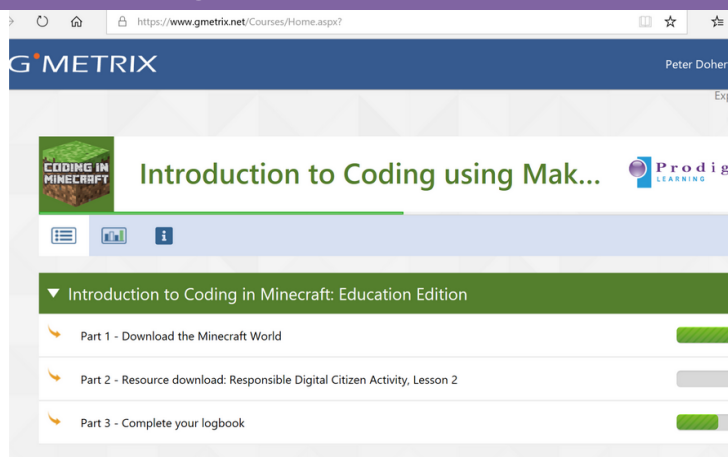 https://www.gmetrix.net/Courses/Home.aspx?
GMETRIX
Peter Doher
Exp
CODING IN
MINECRAFT
Introduction to Coding using Mak...
Prodig
LEARNING
Introduction to Coding in Minecraft: Education Edition
Part 1 - Download the Minecraft World
Part 2 - Resource download: Responsible Digital Citizen Activity, Lesson 2
Part 3 - Complete your logbook